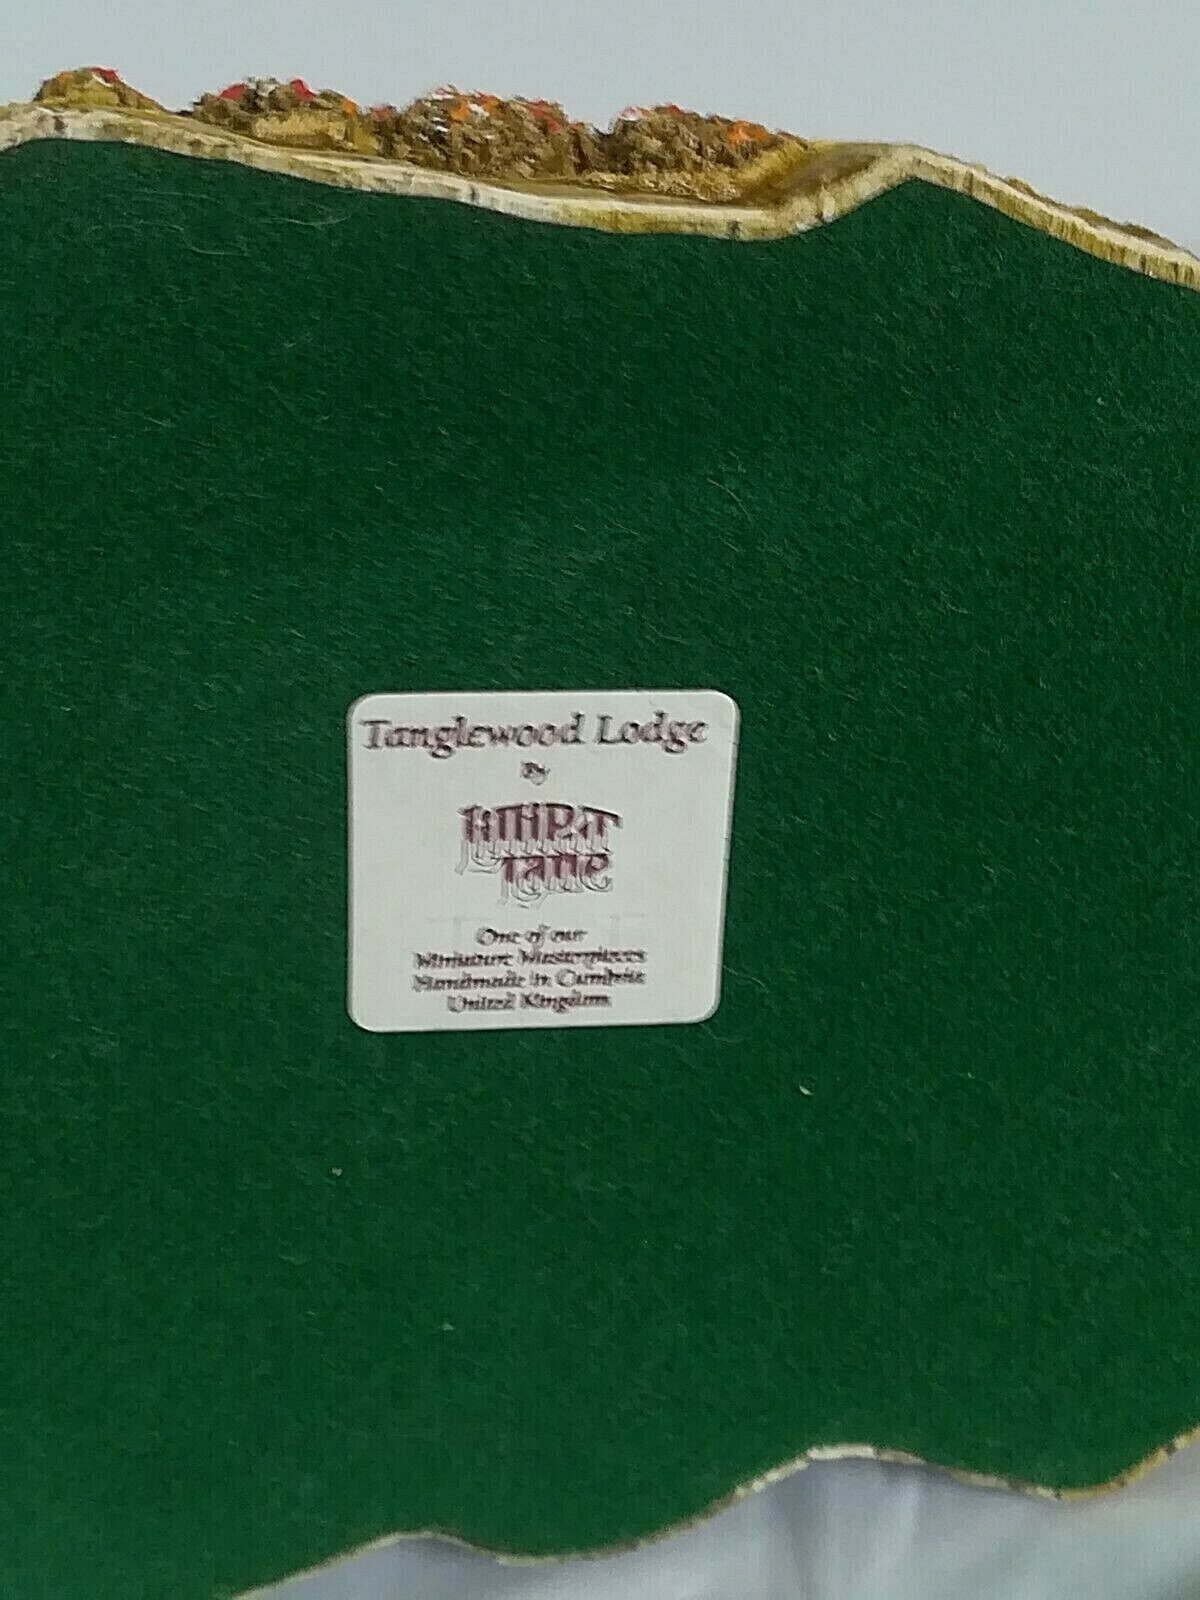 Tanglewood Lodge
By
Lilliput
Lane
One of our
Miniature Masterpieces
Handmade in Cumbria
United Kingdom